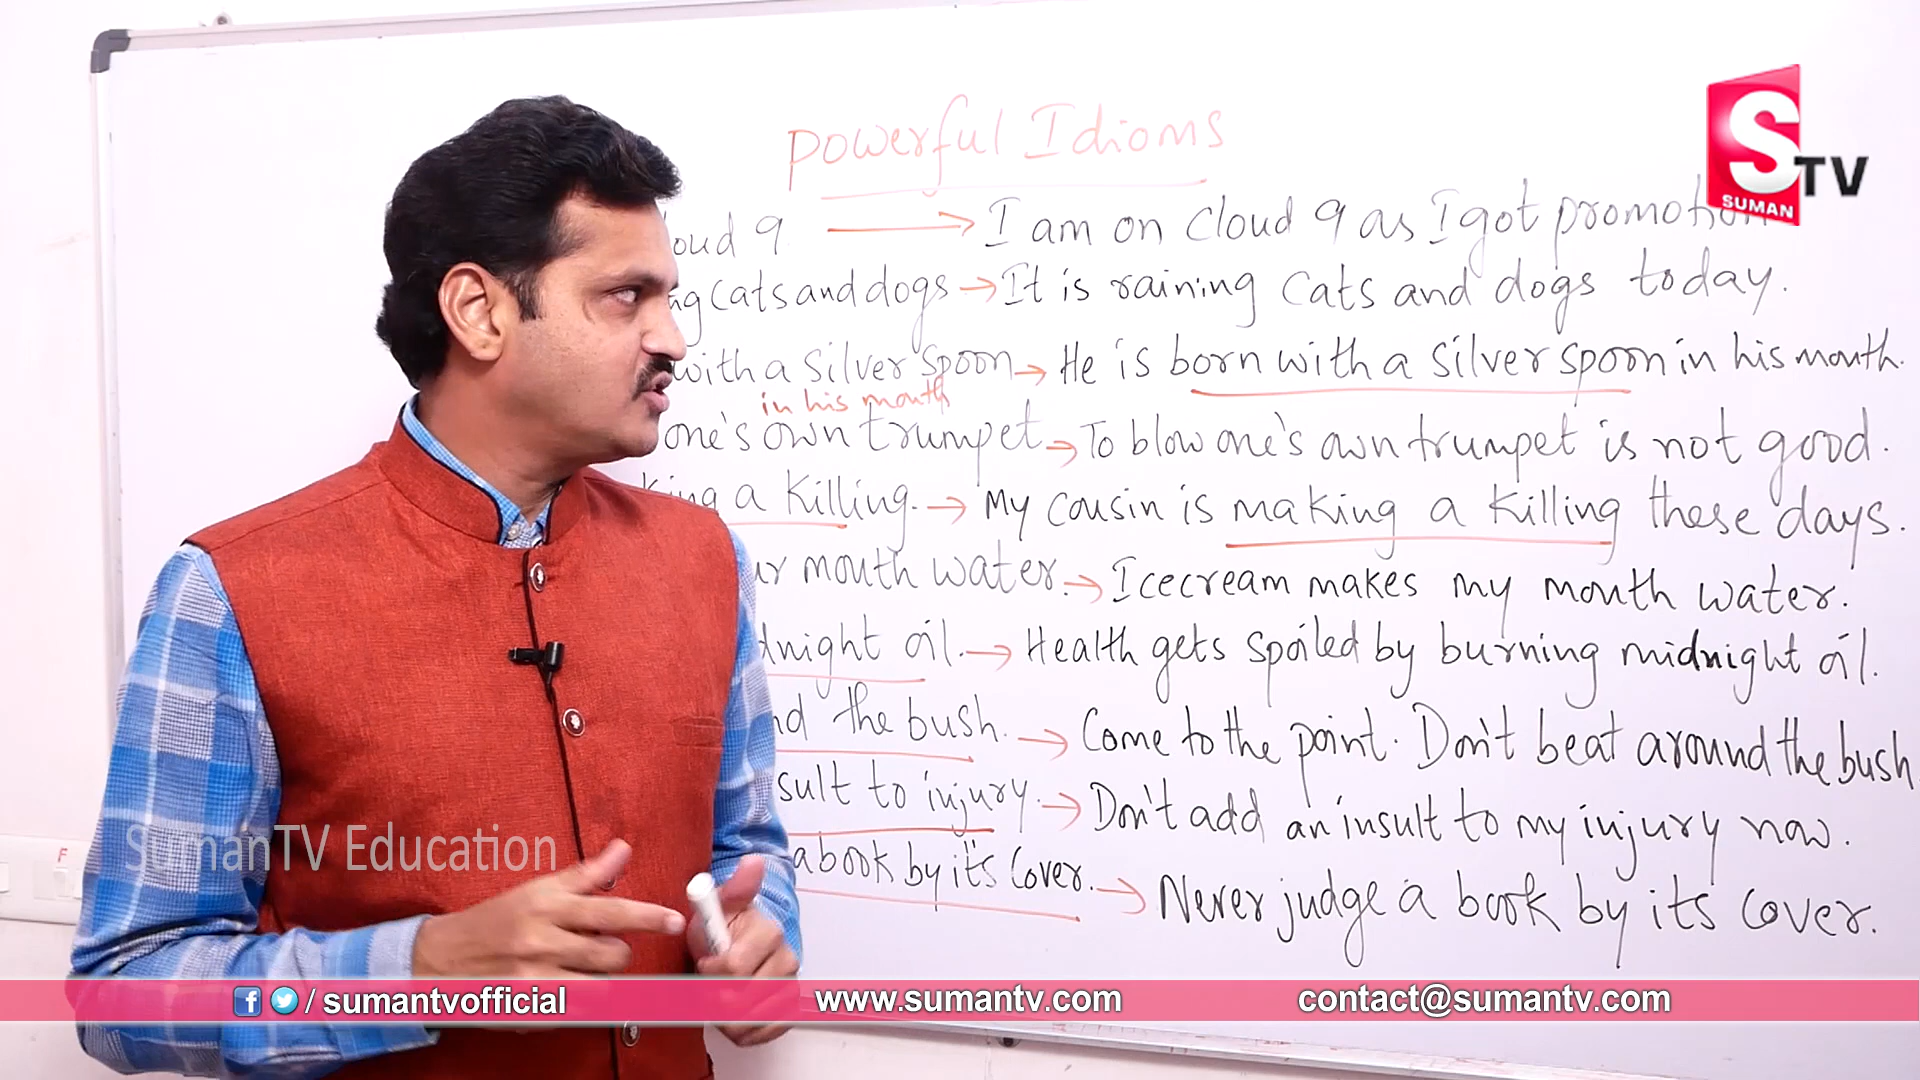 Powerful Idioms
S TV
SUMAN
loud 9 → I am on cloud 9 as I got promotion
ng cats and dogs → It is raining cats and dogs today.
with a silver spoon → He is born with a silver spoon in his mouth.
in his mouth
one's own trumpet → To blow one's own trumpet is not good.
king a killing. → My cousin is making a killing these days.
ur mouth water. → Icecream makes my mouth water.
dnight oil. → Health gets spoiled by burning midnight oil.
nd the bush. → Come to the point. Don't beat around the bush
sult to injury. → Don't add an insult to my injury now.
a book by it's cover. → Never judge a book by its cover.
SumanTV Education
F
/ sumantvofficial www.sumantv.com contact@sumantv.com